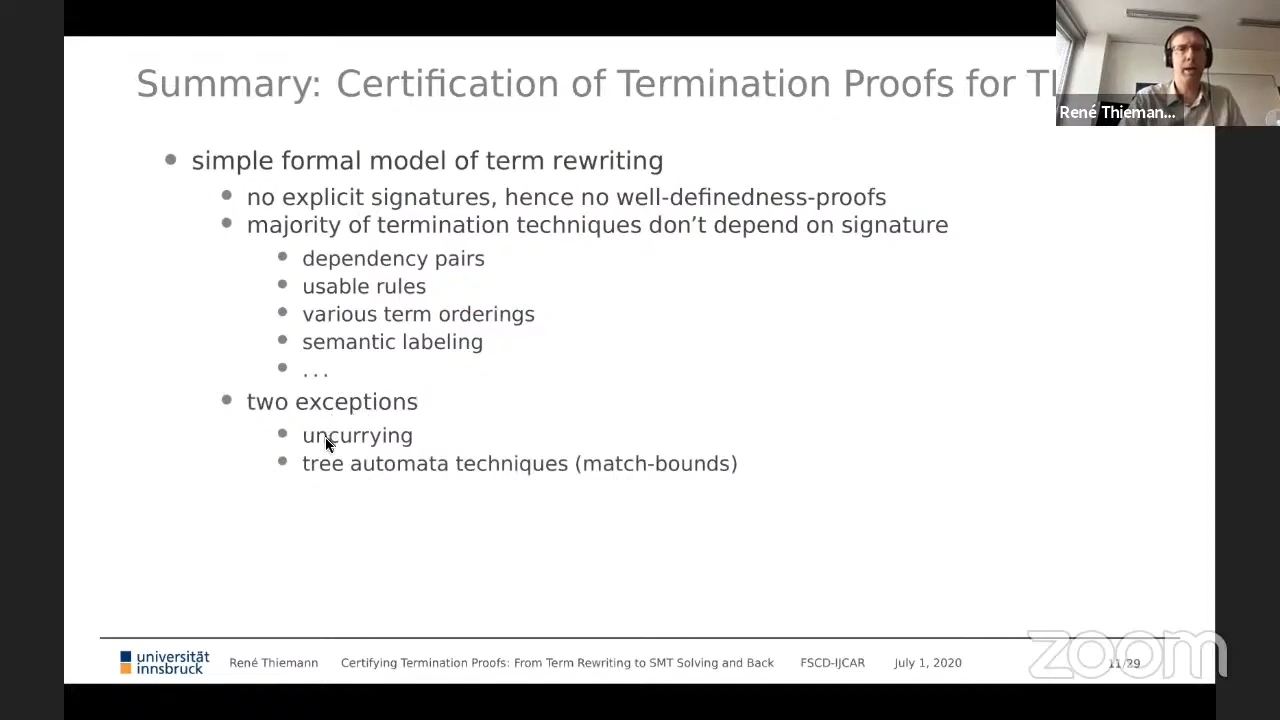 Summary: Certification of Termination Proofs for
René Thieman...
simple formal model of term rewriting
no explicit signatures, hence no well-definedness-proofs
majority of termination techniques don't depend on signature
dependency pairs
usable rules
various term orderings
semantic labeling
...
two exceptions
uncurrying
tree automata techniques (match-bounds)
universität
innsbruck
René Thiemann
Certifying Termination Proofs: From Term Rewriting to SMT Solving and Back
FSCD-IJCAR
July 1, 2020
11/29
zoom